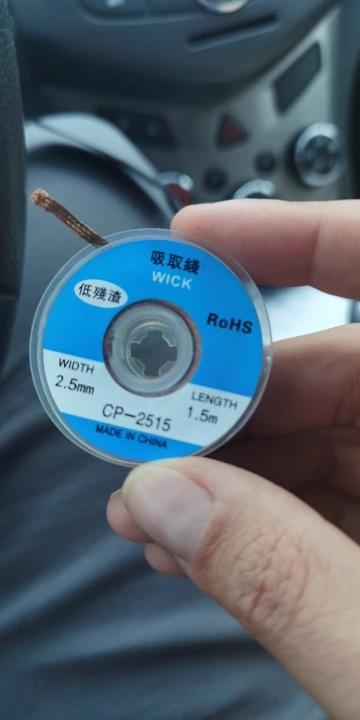 吸取綫
WICK
低殘渣
RoHS
WIDTH
2.5mm
LENGTH
1.5m
CP-2515
MADE IN CHINA